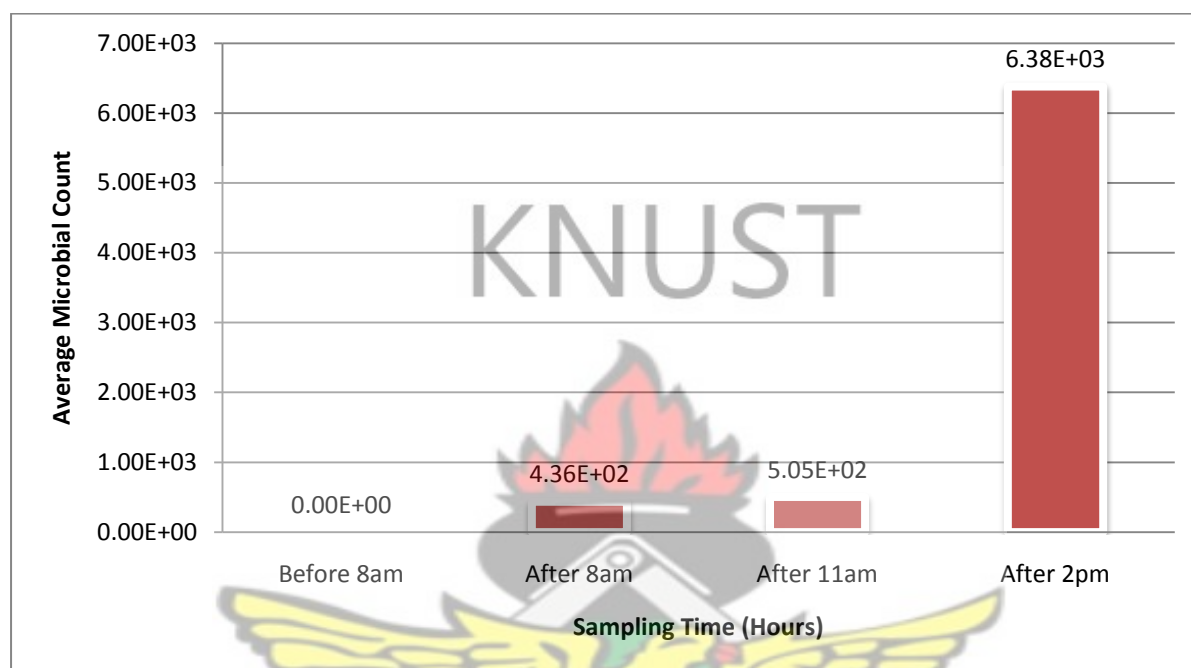 7.00E+03
6.38E+03
6.00E+03
5.00E+03
KNUST
4.00E+03
3.00E+03
2.00E+03
1.00E+03
0.00E+00
Average Microbial Count
0.00E+00
4.36E+02
5.05E+02
Before 8am After 8am After 11am After 2pm
Sampling Time (Hours)